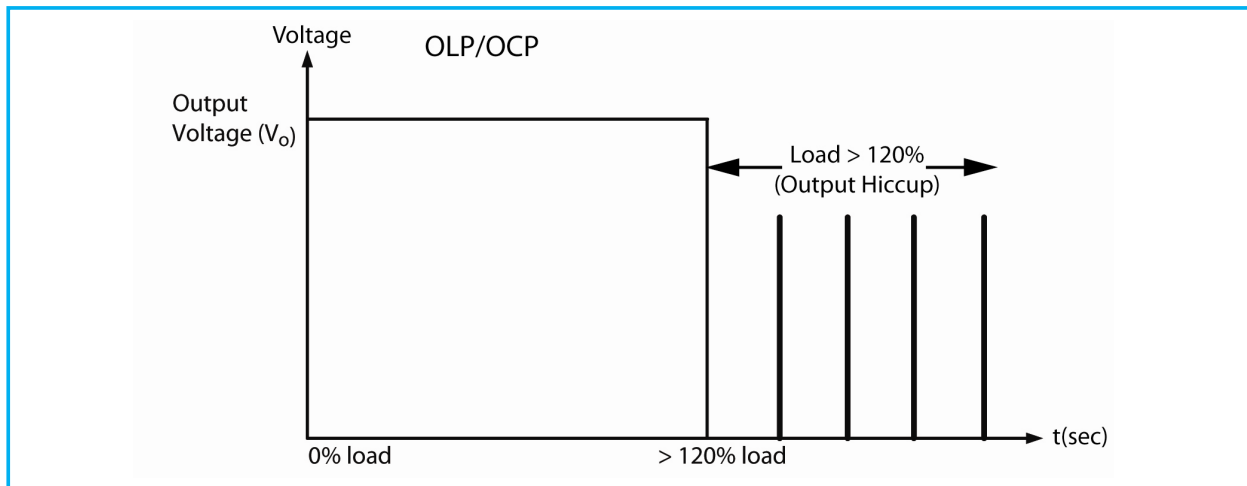 Voltage
OLP/OCP
Output
Voltage (Vo)
Load > 120%
(Output Hiccup)
t(sec)
0% load
> 120% load